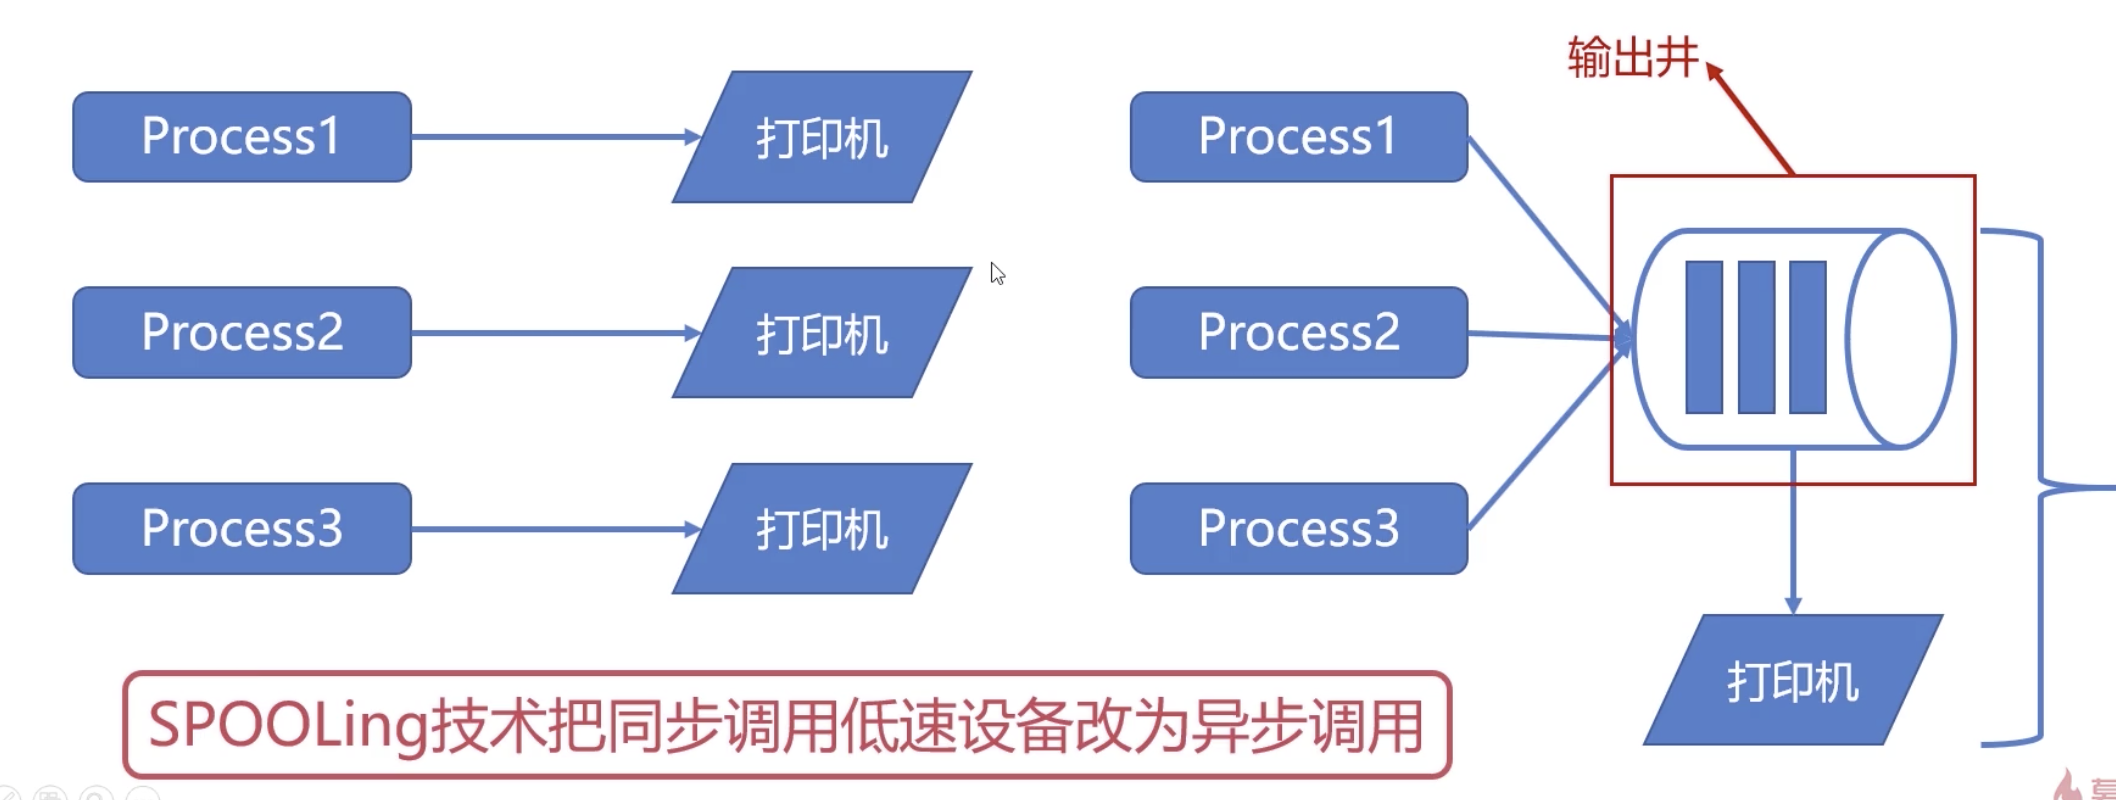 输出井
Process1
打印机
Process1
Process2
打印机
Process2
Process3
打印机
Process3
打印机
SPOOLing技术把同步调用低速设备改为异步调用